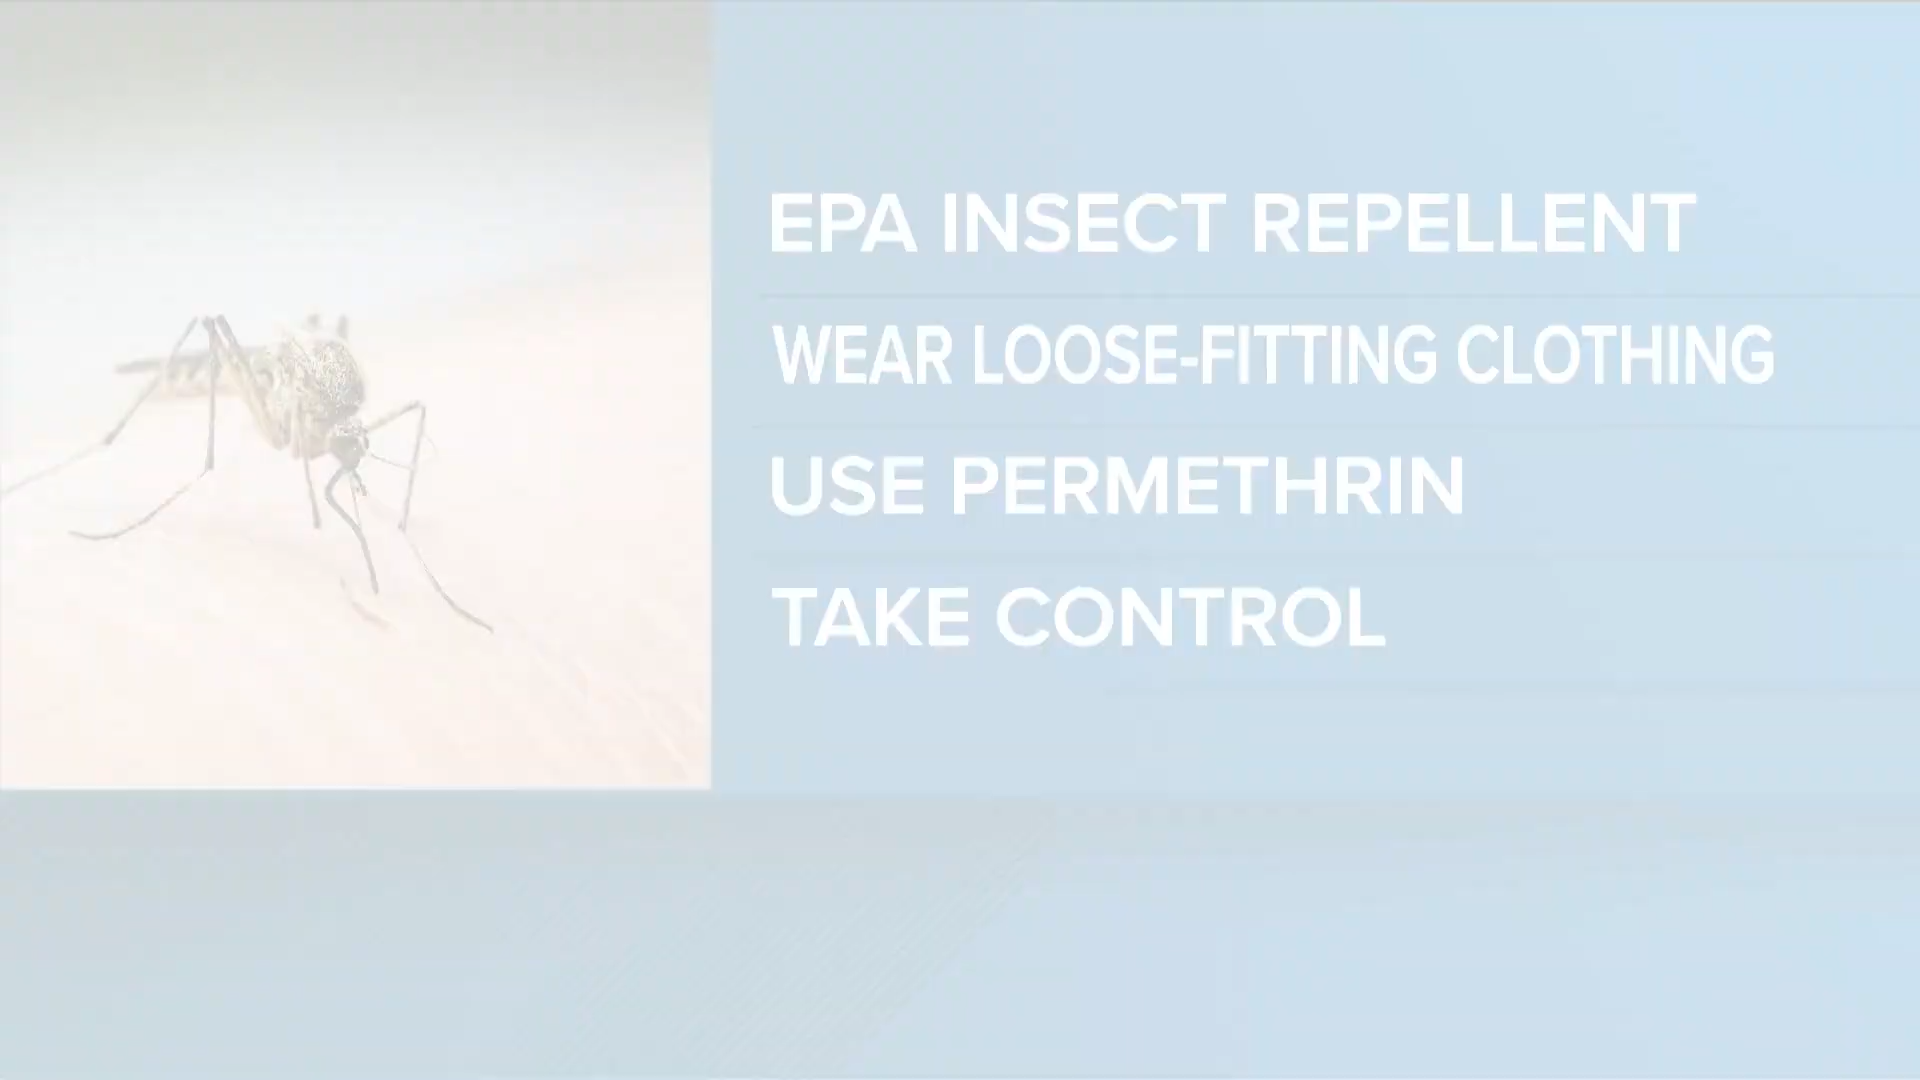 EPA INSECT REPELLENT
WEAR LOOSE-FITTING CLOTHING
USE PERMETHRIN
TAKE CONTROL